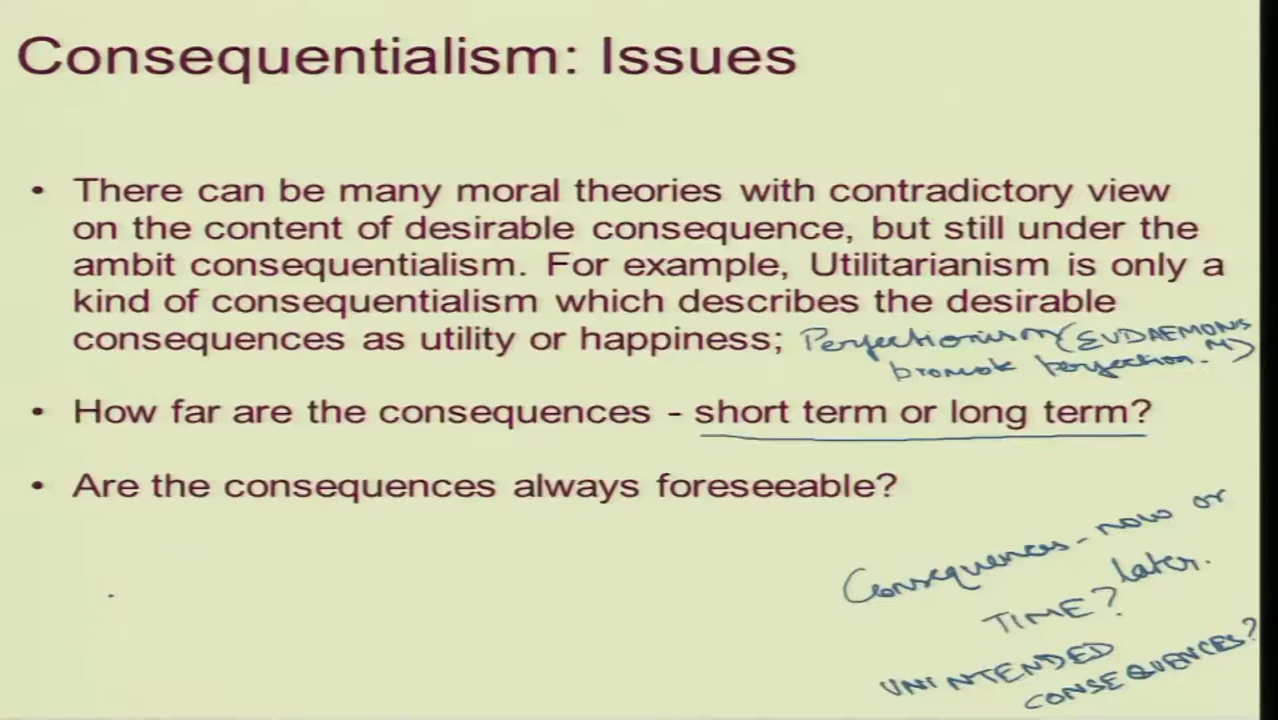 Consequentialism: Issues
• There can be many moral theories with contradictory view
on the content of desirable consequence, but still under the
ambit consequentialism. For example, Utilitarianism is only a
kind of consequentialism which describes the desirable
consequences as utility or happiness; Perfectionism (EUDAEMONS
promote perfection. M)
• How far are the consequences - short term or long term?
• Are the consequences always foreseeable?
Consequences - now or
later.
TIME?
UNINTENDED
CONSEQUENCES?